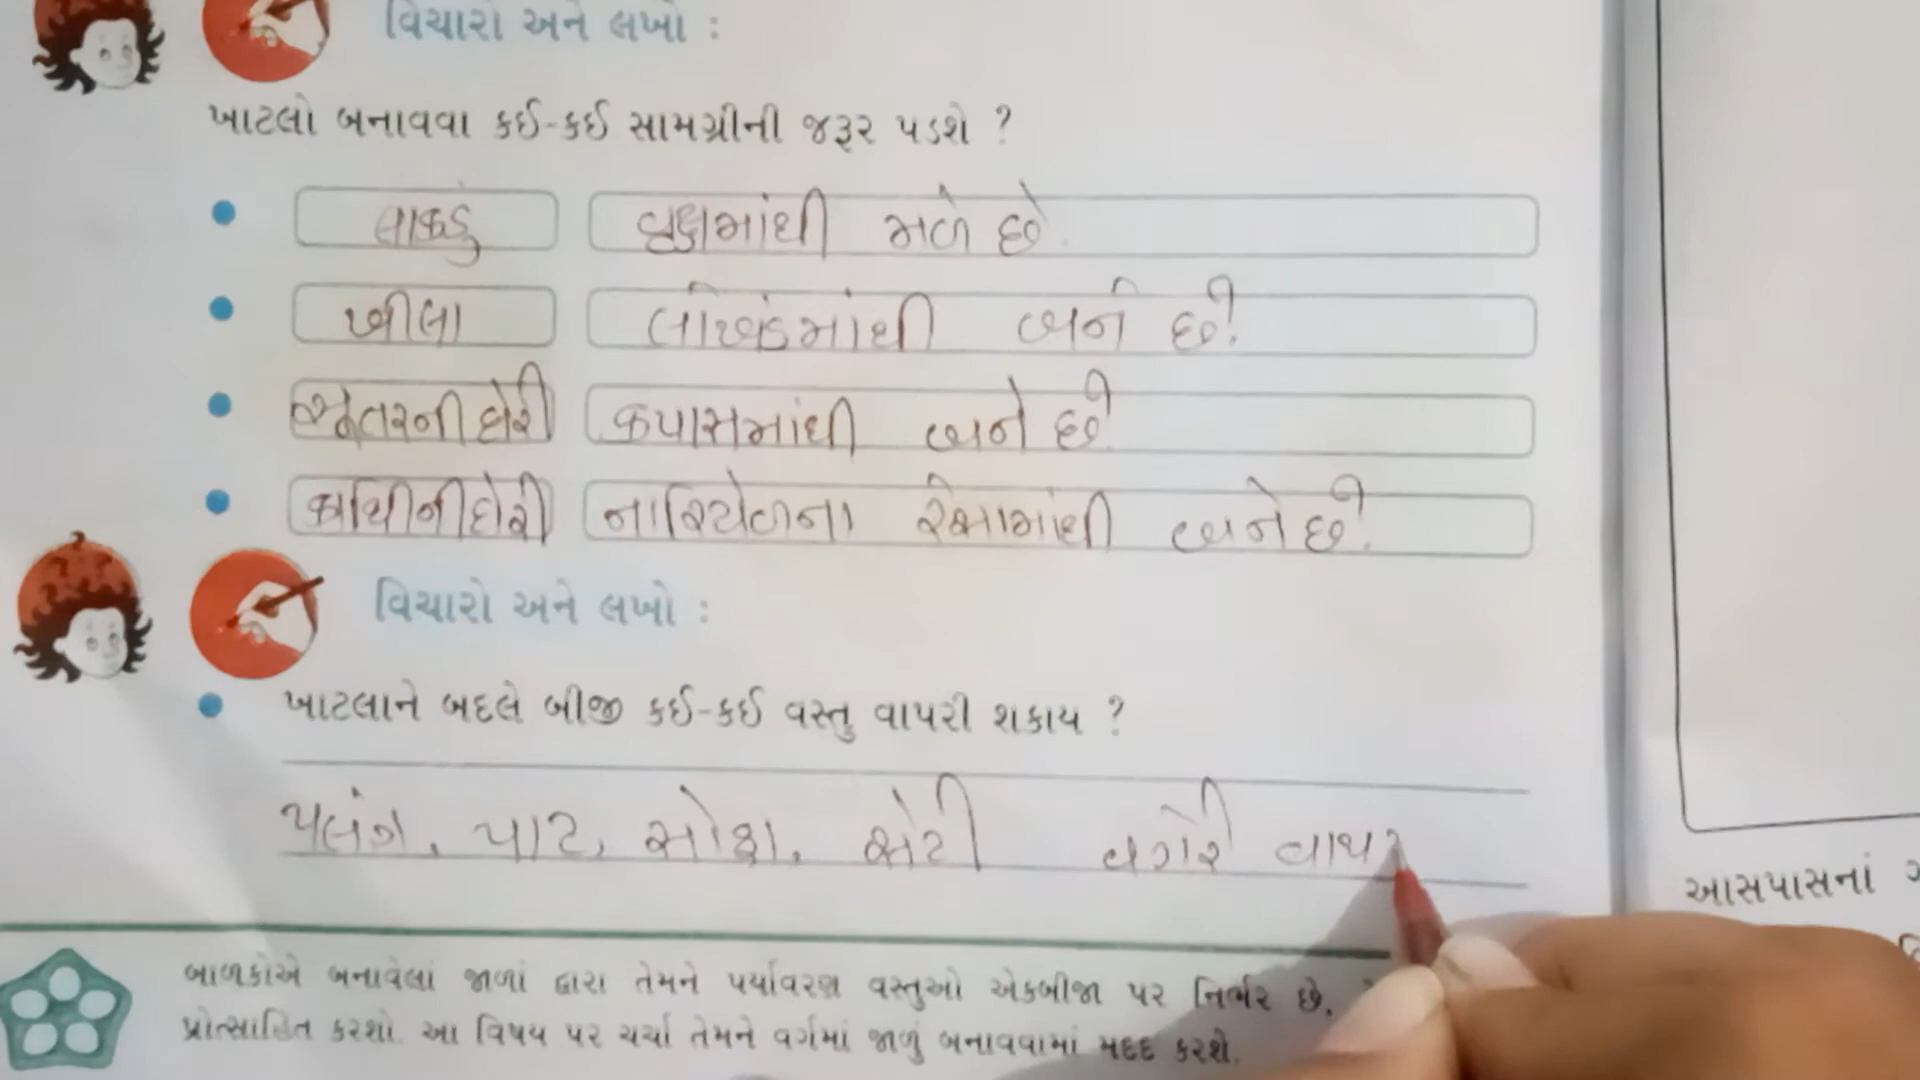 વિચારો અને લખો :
ખાટલો બનાવવા કઈ-કઈ સામગ્રીની જરૂર પડશે ?
લાકડું વૃક્ષમાંથી મળે છે.
ખીલા લોખંડમાંથી બને છે.
સૂતરની દોરી કપાસમાંથી બને છે
કાથીની દોરી નારિયેળના રેસામાંથી બને છે.
વિચારો અને લખો :
ખાટલાને બદલે બીજી કઈ-કઈ વસ્તુ વાપરી શકાય ?
પલંગ, પાટ, સોફા, સેટી વગેરે વાપર
આસપાસનાં
બાળકોએ બનાવેલાં જાળાં દ્વારા તેમને પર્યાવરણ વસ્તુઓ એકબીજા પર નિર્ભર છે.
પ્રોત્સાહિત કરશો. આ વિષય પર ચર્ચા તેમને વર્ગમાં જાળું બનાવવામાં મદદ કરશે.